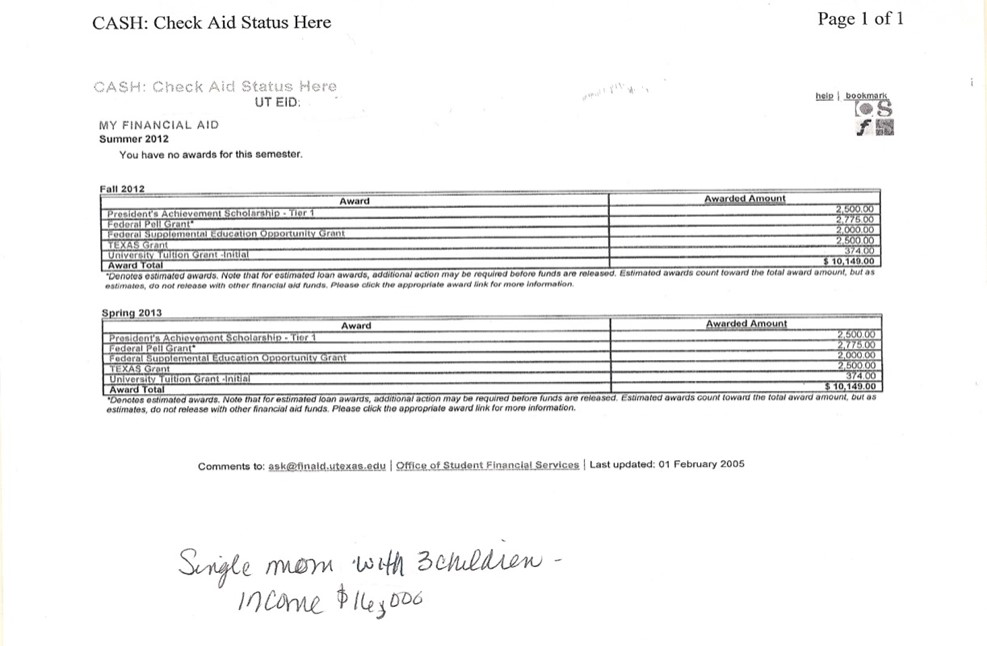 CASH: Check Aid Status Here
Page 1 of 1
CASH: Check Aid Status Here
UT EID:
help | bookmark
MY FINANCIAL AID
Summer 2012
You have no awards for this semester.
Fall 2012
Award Awarded Amount
President's Achievement Scholarship - Tier 1 2,500.00
Federal Pell Grant* 2,775.00
Federal Supplemental Education Opportunity Grant 2,000.00
TEXAS Grant 2,500.00
University Tuition Grant -Initial 374.00
Award Total $ 10,149.00
*Denotes estimated awards. Note that for estimated loan awards, additional action may be required before funds are released. Estimated awards count toward the total award amount, but as
estimates, do not release with other financial aid funds. Please click the appropriate award link for more information.
Spring 2013
Award Awarded Amount
President's Achievement Scholarship - Tier 1 2,500.00
Federal Pell Grant* 2,775.00
Federal Supplemental Education Opportunity Grant 2,000.00
TEXAS Grant 2,500.00
University Tuition Grant -Initial 374.00
Award Total $ 10,149.00
*Denotes estimated awards. Note that for estimated loan awards, additional action may be required before funds are released. Estimated awards count toward the total award amount, but as
estimates, do not release with other financial aid funds. Please click the appropriate award link for more information.
Comments to: ask@finaid.utexas.edu | Office of Student Financial Services | Last updated: 01 February 2005
Single mom with 3 children -
income $16,000